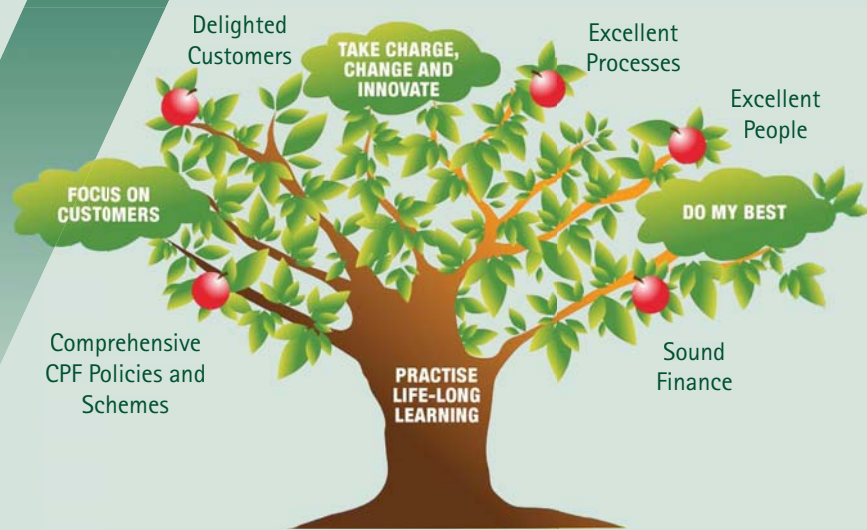 Delighted
Customers
TAKE CHARGE,
CHANGE AND
INNOVATE
Excellent
Processes
Excellent
People
FOCUS ON
CUSTOMERS
DO MY BEST
Comprehensive
CPF Policies and
Schemes
PRACTISE
LIFE-LONG
LEARNING
Sound
Finance